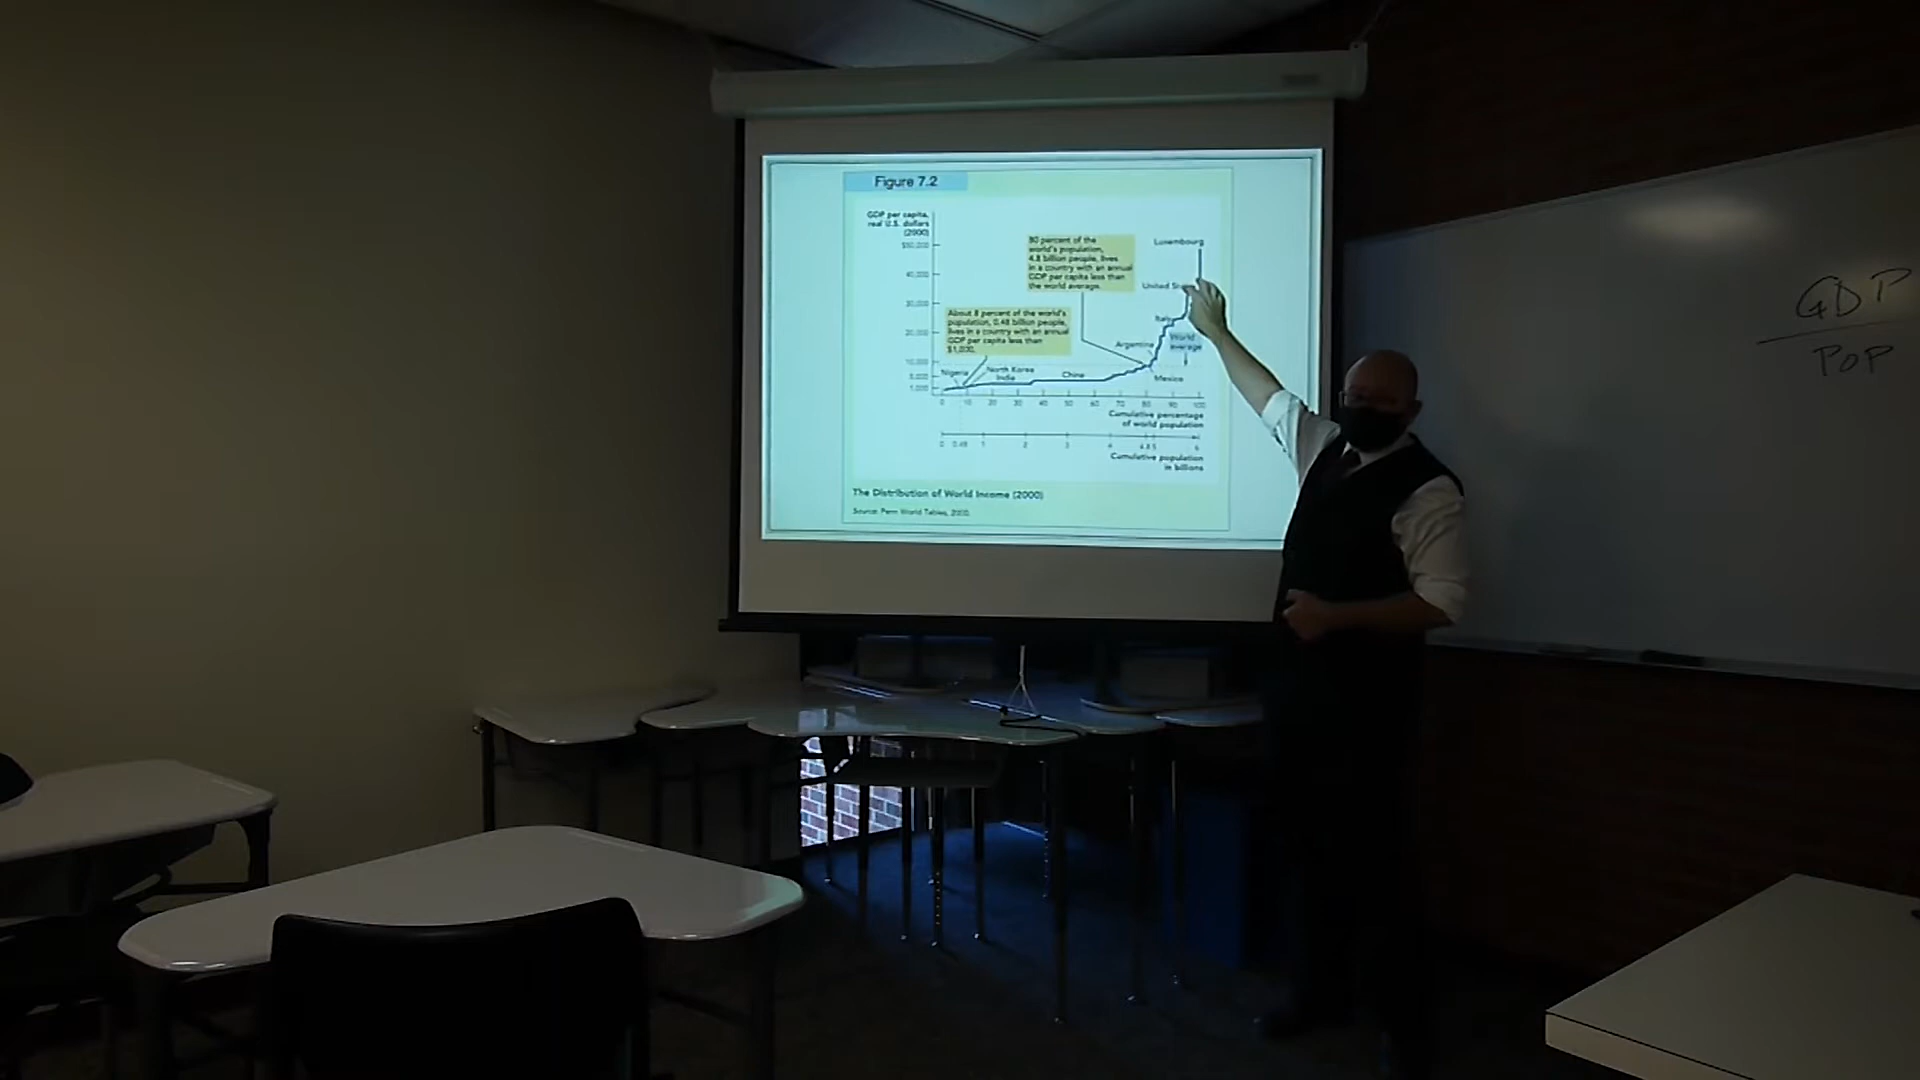 Figure 7.2
GDP per capita,
real U.S. dollars
(2000)
$50,000
40,000
30,000
20,000
10,000
5,000
1,000
80 percent of the
world's population,
4.8 billion people, lives
in a country with an annual
GDP per capita less than
the world average.
About 8 percent of the world's
population, 0.48 billion people,
lives in a country with an annual
GDP per capita less than
$1,000.
Luxembourg
United
Italy
World
average
Argentina
Mexico
Nigeria
North Korea
India
China
0 10 20 30 40 50 60 70 80 90 100
Cumulative percentage
of world population
0 0.48 1 2 3 4 4.8 5 6
Cumulative population
in billions
The Distribution of World Income (2000)
Source: Penn World Tables, 2000.
GDP
POP